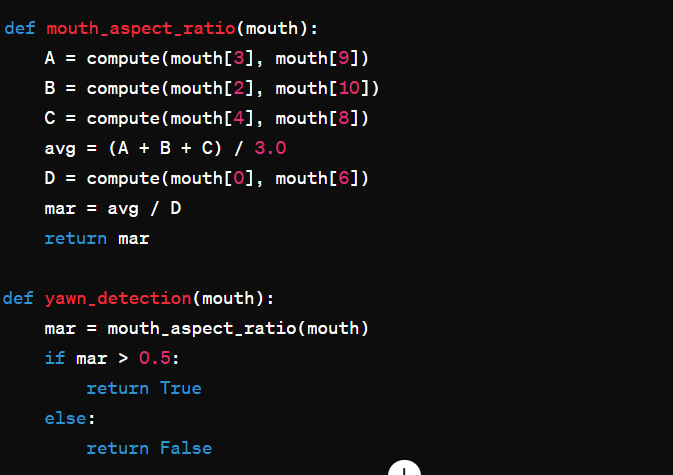 def mouth_aspect_ratio(mouth):
    A = compute(mouth[3], mouth[9])
    B = compute(mouth[2], mouth[10])
    C = compute(mouth[4], mouth[8])
    avg = (A + B + C) / 3.0
    D = compute(mouth[0], mouth[6])
    mar = avg / D
    return mar

def yawn_detection(mouth):
    mar = mouth_aspect_ratio(mouth)
    if mar > 0.5:
        return True
    else:
        return False